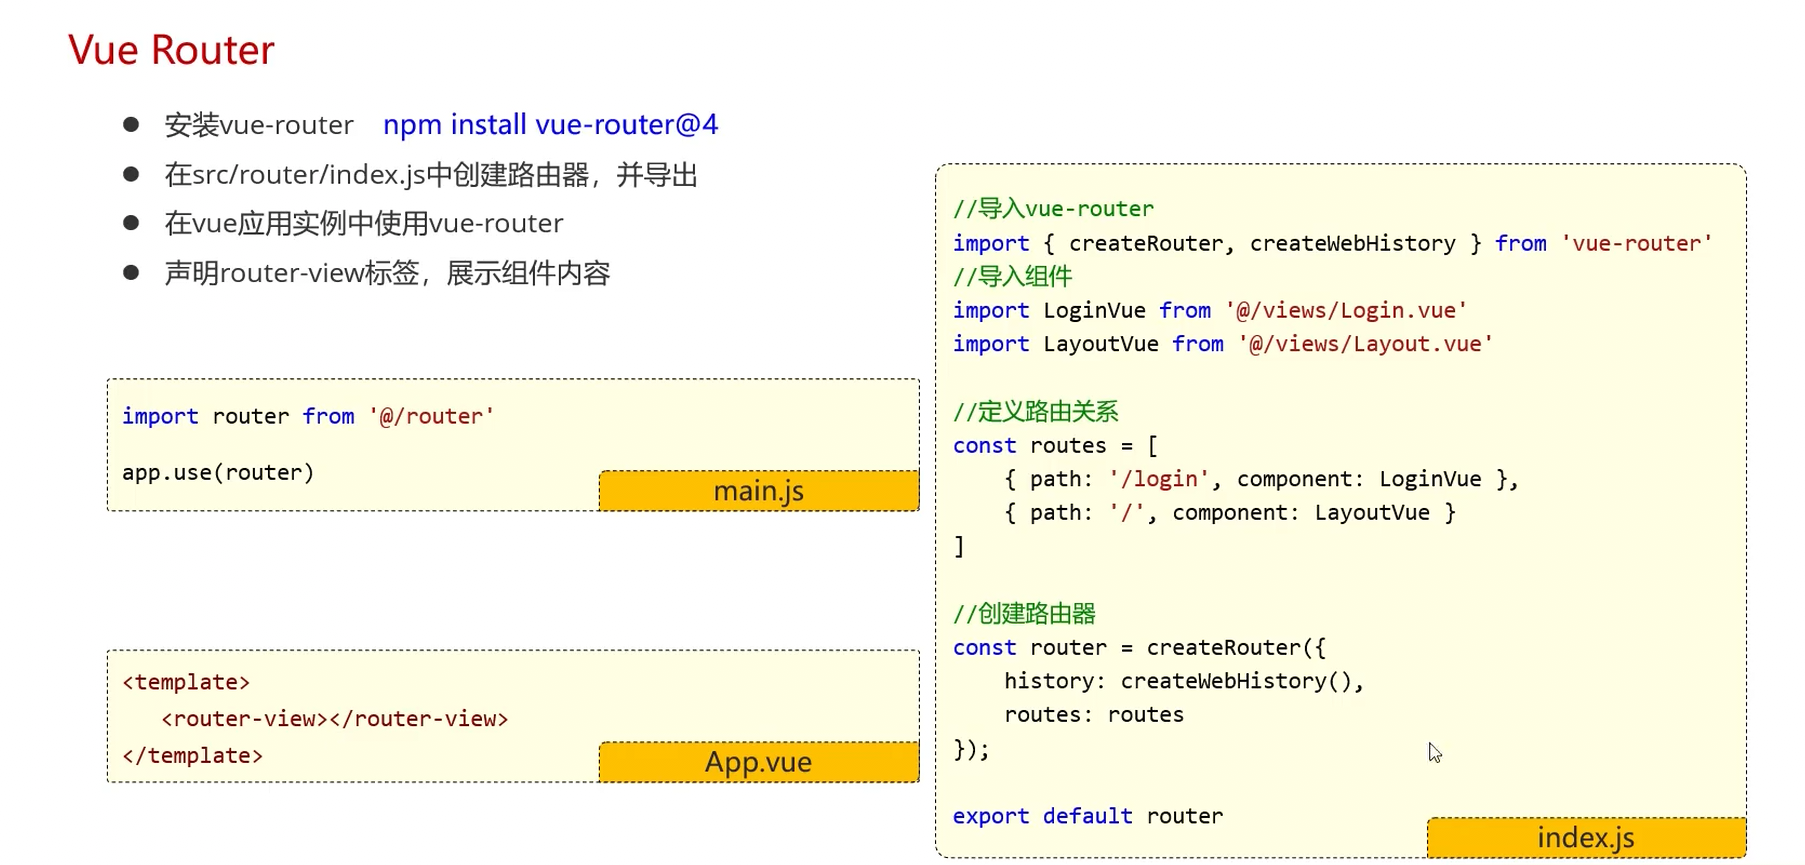 Vue Router
● 安装vue-router npm install vue-router@4
● 在src/router/index.js中创建路由器，并导出
● 在vue应用实例中使用vue-router
● 声明router-view标签，展示组件内容
import router from '@/router'
app.use(router)
main.js
<template>
<router-view></router-view>
</template>
App.vue
//导入vue-router
import { createRouter, createWebHistory } from 'vue-router'
//导入组件
import LoginVue from '@/views/Login.vue'
import LayoutVue from '@/views/Layout.vue'
//定义路由关系
const routes = [
{ path: '/login', component: LoginVue },
{ path: '/', component: LayoutVue }
]
//创建路由器
const router = createRouter({
history: createWebHistory(),
routes: routes
});
export default router
index.js